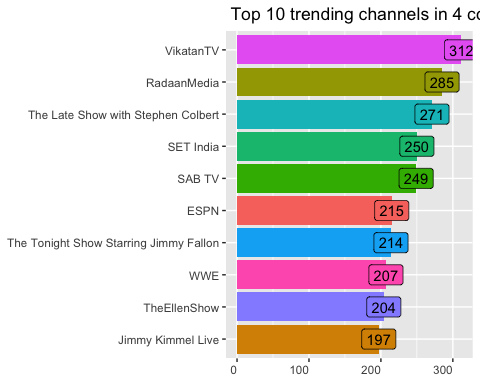 Top 10 trending channels in 4
VikatanTV 312
RadaanMedia 285
The Late Show with Stephen Colbert 271
SET India 250
SAB TV 249
ESPN 215
The Tonight Show Starring Jimmy Fallon 214
WWE 207
TheEllenShow 204
Jimmy Kimmel Live 197
0 100 200 300